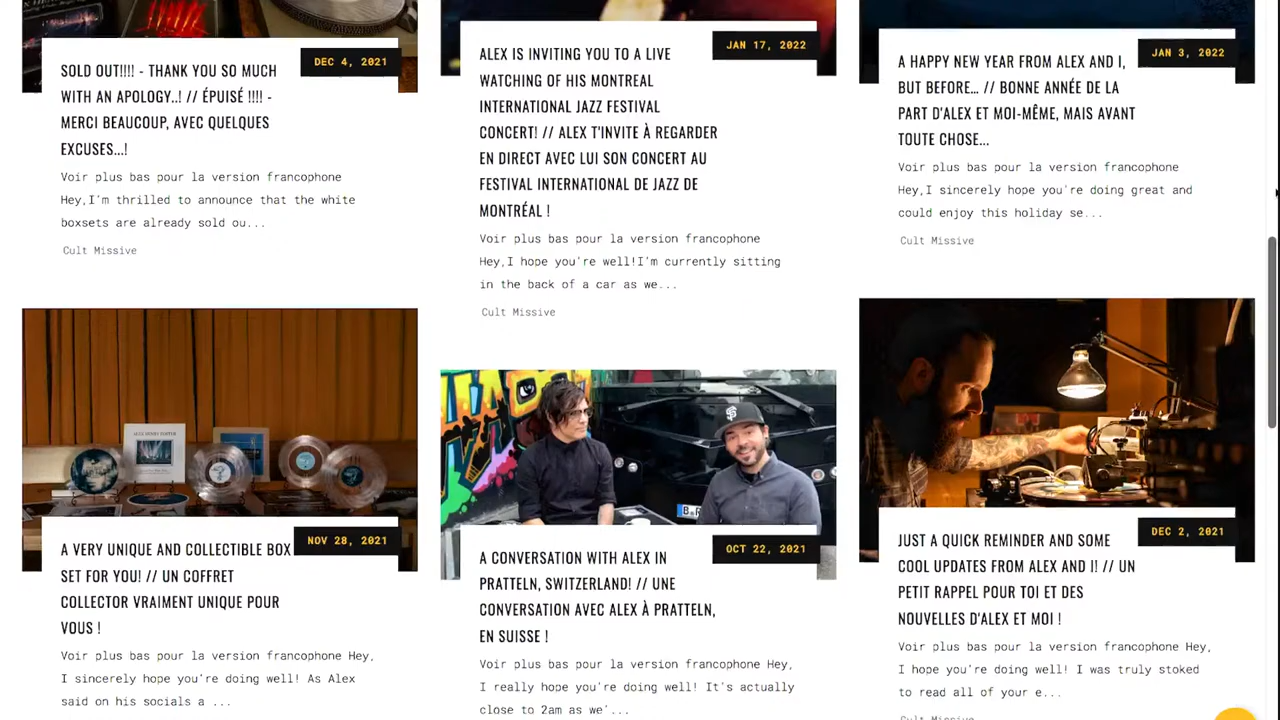 DEC 4, 2021
SOLD OUT!!!! - THANK YOU SO MUCH
WITH AN APOLOGY..! // ÉPUISÉ !!!! -
MERCI BEAUCOUP, AVEC QUELQUES
EXCUSES...!
Voir plus bas pour la version francophone
Hey,I'm thrilled to announce that the white
boxsets are already sold ou...
Cult Missive
JAN 17, 2022
ALEX IS INVITING YOU TO A LIVE
WATCHING OF HIS MONTREAL
INTERNATIONAL JAZZ FESTIVAL
CONCERT! // ALEX T'INVITE À REGARDER
EN DIRECT AVEC LUI SON CONCERT AU
FESTIVAL INTERNATIONAL DE JAZZ DE
MONTRÉAL !
Voir plus bas pour la version francophone
Hey,I hope you're well!I'm currently sitting
in the back of a car as we...
Cult Missive
JAN 3, 2022
A HAPPY NEW YEAR FROM ALEX AND I,
BUT BEFORE… // BONNE ANNÉE DE LA
PART D'ALEX ET MOI-MÊME, MAIS AVANT
TOUTE CHOSE...
Voir plus bas pour la version francophone
Hey,I sincerely hope you're doing great and
could enjoy this holiday se...
Cult Missive
NOV 28, 2021
A VERY UNIQUE AND COLLECTIBLE BOX
SET FOR YOU! // UN COFFRET
COLLECTOR VRAIMENT UNIQUE POUR
VOUS !
Voir plus bas pour la version francophone Hey,
I sincerely hope you're doing well! As Alex
said on his socials a ...
OCT 22, 2021
A CONVERSATION WITH ALEX IN
PRATTELN, SWITZERLAND! // UNE
CONVERSATION AVEC ALEX À PRATTELN,
EN SUISSE !
Voir plus bas pour la version francophone Hey,
I really hope you're doing well! It's actually
close to 2am as we'...
DEC 2, 2021
JUST A QUICK REMINDER AND SOME
COOL UPDATES FROM ALEX AND I! // UN
PETIT RAPPEL POUR TOI ET DES
NOUVELLES D'ALEX ET MOI !
Voir plus bas pour la version francophone Hey,
I hope you're doing well! I was truly stoked
to read all of your e...
Cult Missive